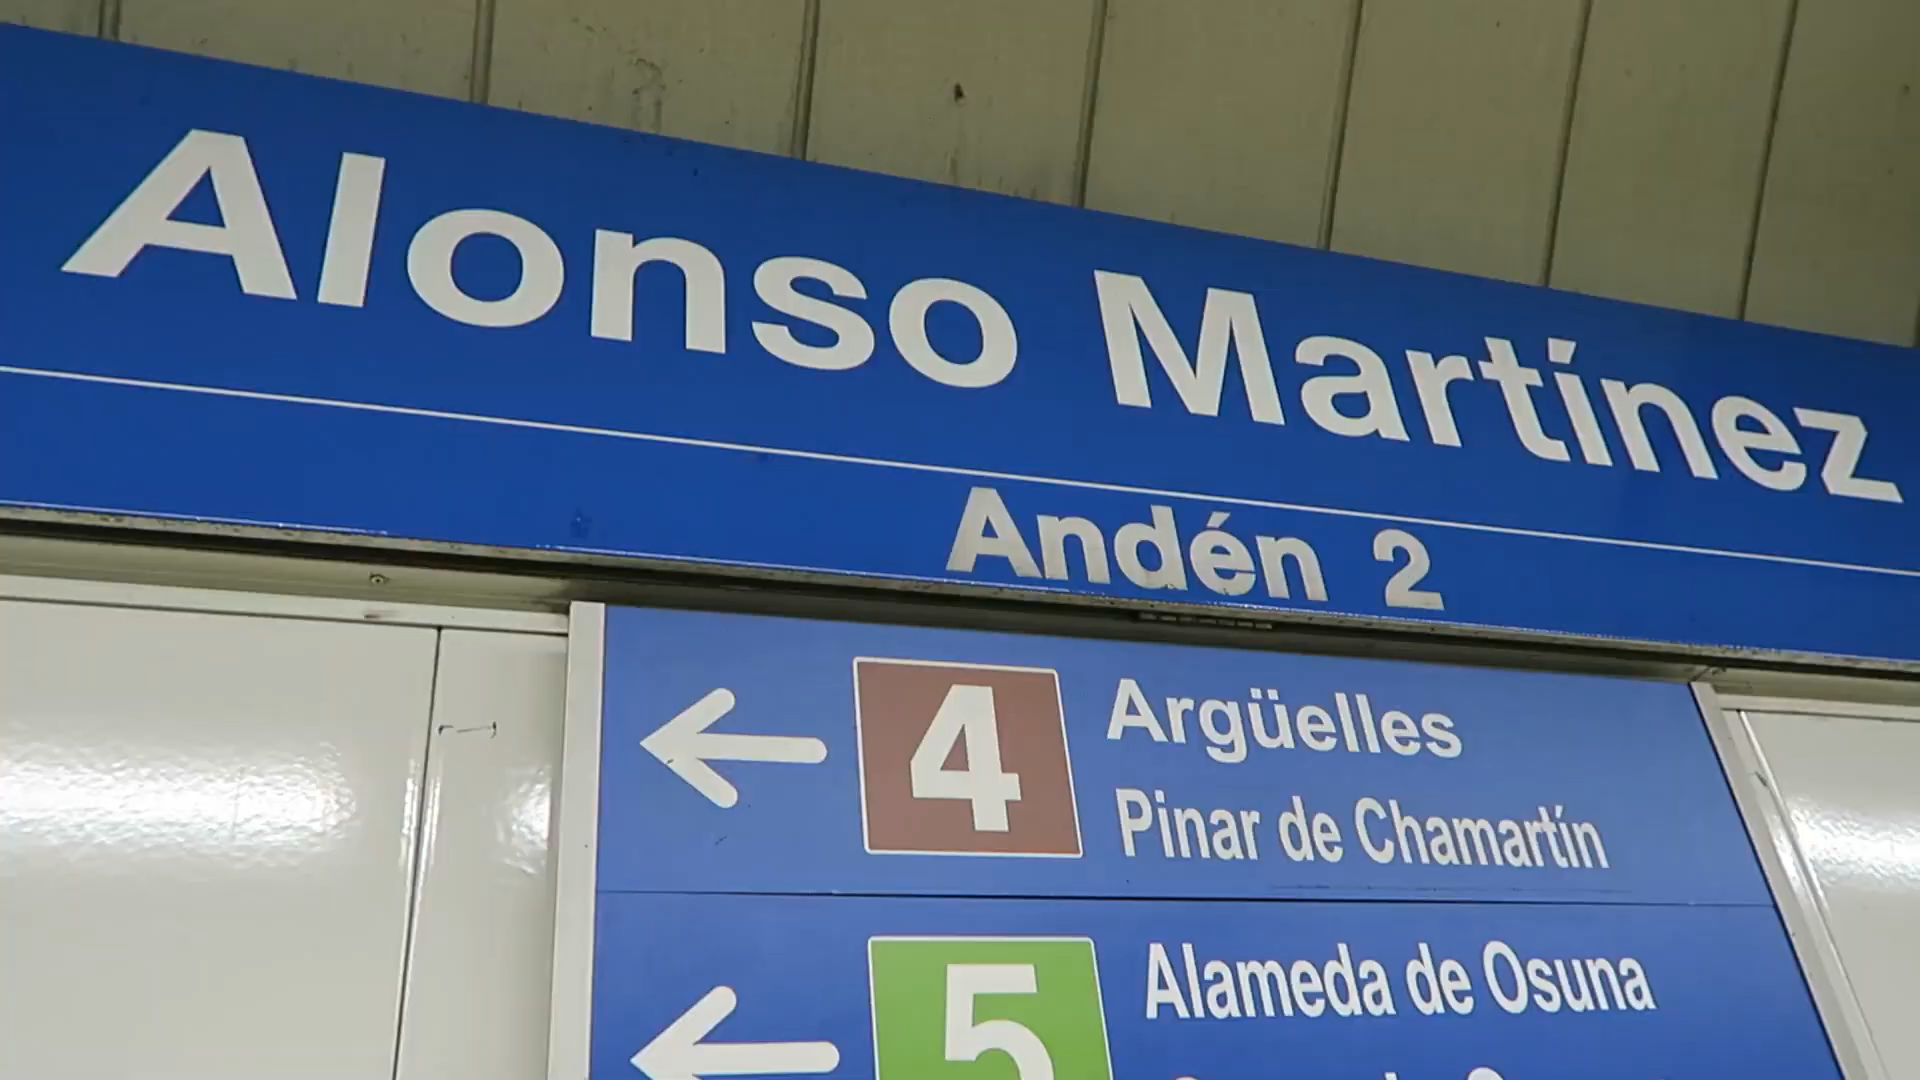 Alonso Martínez
Andén 2
4 Argüelles
Pinar de Chamartín
5 Alameda de Osuna